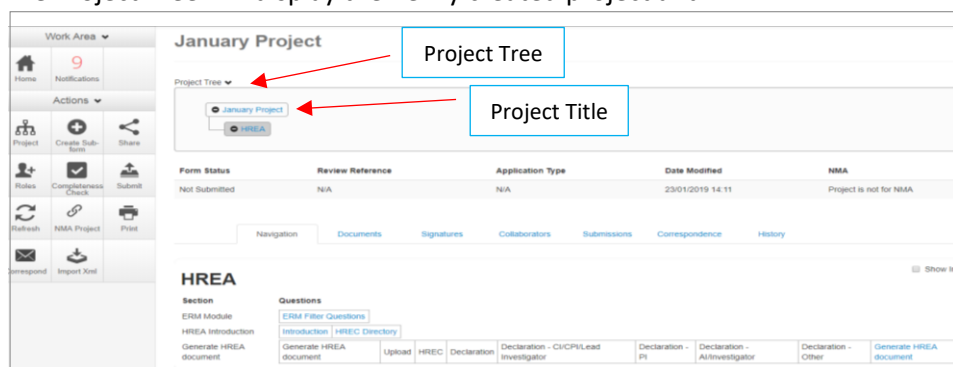 Work Area
January Project
Project Tree
Home
9
Notifications
Project Tree
Actions
January Project
Project Title
HREA
Project
Create Sub-form
Share
Form Status Review Reference Application Type Date Modified NMA
Not Submitted N/A N/A 23/01/2019 14:11 Project is not for NMA
Roles
Completeness Check
Submit
Refresh
NMA Project
Print
Navigation Documents Signatures Collaborators Submissions Correspondence History
Correspond
Import Xml
HREA
Show
Section Questions
ERM Module ERM Filter Questions
HREA Introduction Introduction HREC Directory
Generate HREA document Generate HREA document Upload HREC Declaration Declaration - CI/CPI/Lead Investigator Declaration - PI Declaration - AI/Investigator Declaration - Other Generate HREA document